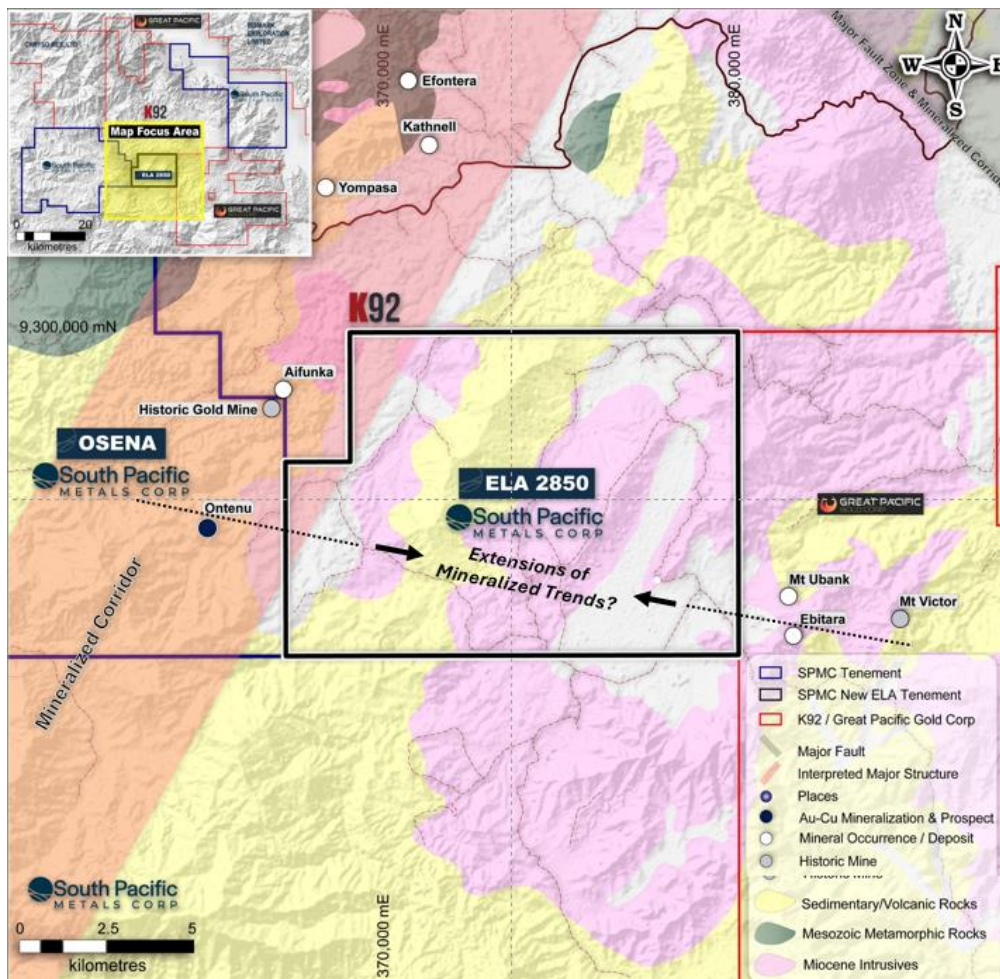 GREAT PACIFIC
EXPLORATION
LIMITED
South Pacific
METALS CORP
K92
Map Focus Area
South Pacific
METALS CORP
ELA 2850
GREAT PACIFIC
0 20
kilometres
370,000 mE
380,000 mE
Major Fault Zone & Mineralized Corridor
N
W E
S
Efontera
Kathnell
Yompasa
9,300,000 mN
K92
Aifunka
Historic Gold Mine
OSENA
South Pacific
METALS CORP
Ontenu
ELA 2850
South Pacific
METALS CORP
Extensions of
Mineralized Trends?
GREAT PACIFIC
GOLD CORP
Mt Ubank
Mt Victor
Ebitara
Mineralized Corridor
SPMC Tenement
SPMC New ELA Tenement
K92 / Great Pacific Gold Corp
Major Fault
Interpreted Major Structure
Places
Au-Cu Mineralization & Prospect
Mineral Occurrence / Deposit
Historic Mine
Historic Mine
Sedimentary/Volcanic Rocks
Mesozoic Metamorphic Rocks
Miocene Intrusives
South Pacific
METALS CORP
0 2.5 5
kilometres
370,000 mE